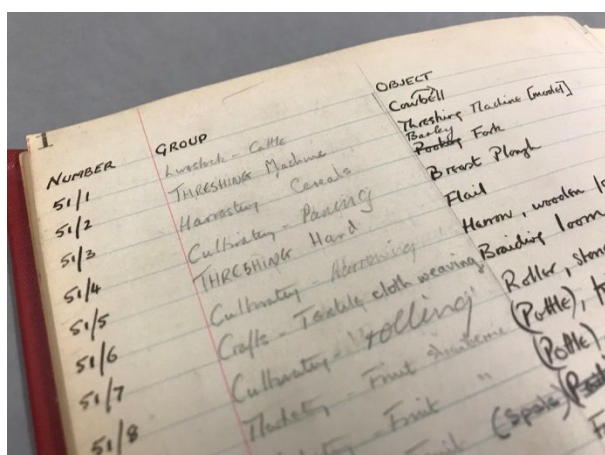 1
NUMBER GROUP OBJECT
51/1 Livestock - Cattle Cowbell
51/2 THRESHING Machine Threshing Machine [model]
51/3 Harvesting Cereals Barley Fork
51/4 Cultivating - Paring Breast Plough
51/5 THRESHING Hand Flail
51/6 Cultivating - Harrowing Harrow, wooden
51/7 Crafts - Textile cloth weaving Braiding loom
51/8 Cultivating - "rolling" Roller, stone
Marketing - Fruit (Pottle),
Fruit " (Pottle)
Fruit (Spale)